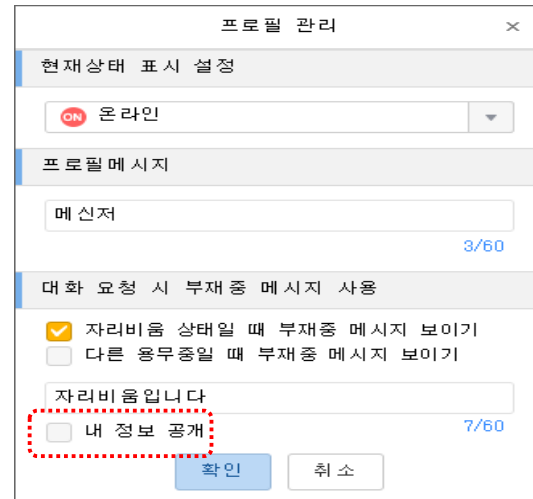 프로필 관리 ×
현재상태 표시 설정
ON 온라인
프로필메시지
메신저
3/60
대화 요청 시 부재중 메시지 사용
자리비움 상태일 때 부재중 메시지 보이기
다른 용무중일 때 부재중 메시지 보이기
자리비움입니다
7/60
내 정보 공개
확인 취소